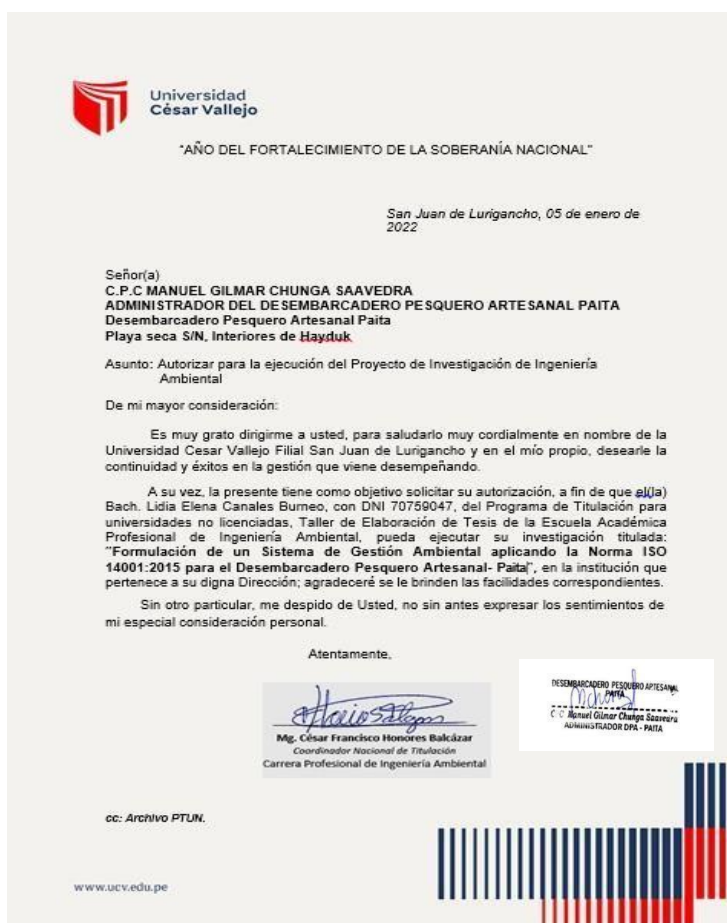 Universidad
César Vallejo
"AÑO DEL FORTALECIMIENTO DE LA SOBERANÍA NACIONAL"
San Juan de Lurigancho, 05 de enero de
2022
Señor(a)
C.P.C MANUEL GILMAR CHUNGA SAAVEDRA
ADMINISTRADOR DEL DESEMBARCADERO PESQUERO ARTESANAL PAITA
Desembarcadero Pesquero Artesanal Paita
Playa seca S/N, Interiores de Hayduk
Asunto: Autorizar para la ejecución del Proyecto de Investigación de Ingeniería
Ambiental
De mi mayor consideración:
Es muy grato dirigirme a usted, para saludarlo muy cordialmente en nombre de la
Universidad Cesar Vallejo Filial San Juan de Lurigancho y en el mío propio, desearle la
continuidad y éxitos en la gestión que viene desempeñando.
A su vez, la presente tiene como objetivo solicitar su autorización, a fin de que el(la)
Bach. Lidia Elena Canales Burneo, con DNI 70759047, del Programa de Titulación para
universidades no licenciadas, Taller de Elaboración de Tesis de la Escuela Académica
Profesional de Ingeniería Ambiental, pueda ejecutar su investigación titulada:
"Formulación de un Sistema de Gestión Ambiental aplicando la Norma ISO
14001:2015 para el Desembarcadero Pesquero Artesanal- Paita", en la institución que
pertenece a su digna Dirección; agradeceré se le brinden las facilidades correspondientes.
Sin otro particular, me despido de Usted, no sin antes expresar los sentimientos de
mi especial consideración personal.
Atentamente,
Mg. César Francisco Honores Balcázar
Coordinador Nacional de Titulación
Carrera Profesional de Ingeniería Ambiental
DESEMBARCADERO PESQUERO ARTESANAL
PAITA
Manuel Gilmar Chunga Saavedra
ADMINISTRADOR DPA - PAITA
cc: Archivo PTUN.
www.ucv.edu.pe